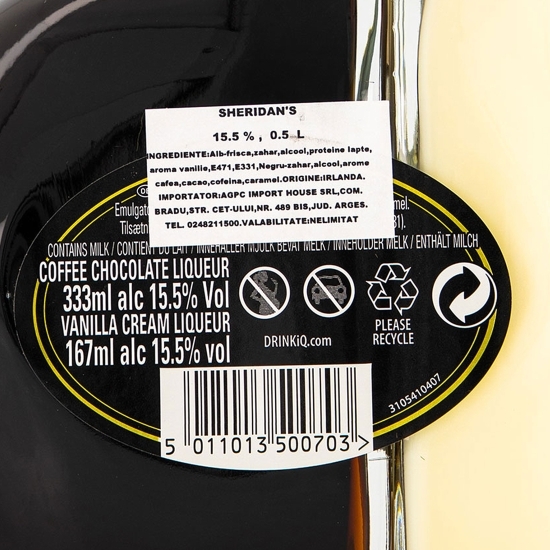 SHERIDAN'S
15.5 % , 0.5 L
INGREDIENTE:Alb-frisca,zahar,alcool,proteine lapte,
aroma vanilie,E471,E331,Negru-zahar,alcool,arome
cafea,cacao,cofeina,caramel.ORIGINE:IRLANDA.
IMPORTATOR:AGPC IMPORT HOUSE SRL,COM.
BRADU,STR. CET-ULUI,NR. 489 BIS,JUD. ARGES.
TEL. 0248211500.VALABILITATE:NELIMITAT
CONTAINS MILK / CONTIENT DU LAIT / INNEHÅLLER MJÖLK BEVAT MELK / INNEHOLDER MELK / ENTHÄLT MILCH
COFFEE CHOCOLATE LIQUEUR
333ml alc 15.5% Vol
VANILLA CREAM LIQUEUR
167ml alc 15.5% vol
DRINKiQ.com
PLEASE
RECYCLE
3105410407
5 011013 500703 >